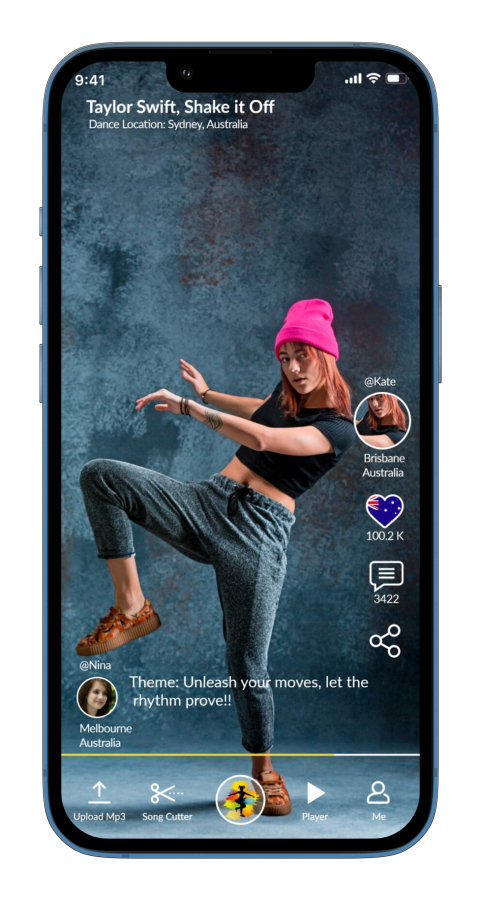 9:41
Taylor Swift, Shake it Off
Dance Location: Sydney, Australia
@Kate
Brisbane
Australia
100.2 K
3422
@Nina
Theme: Unleash your moves, let the
rhythm prove!!
Melbourne
Australia
Upload Mp3
Song Cutter
Player
Me